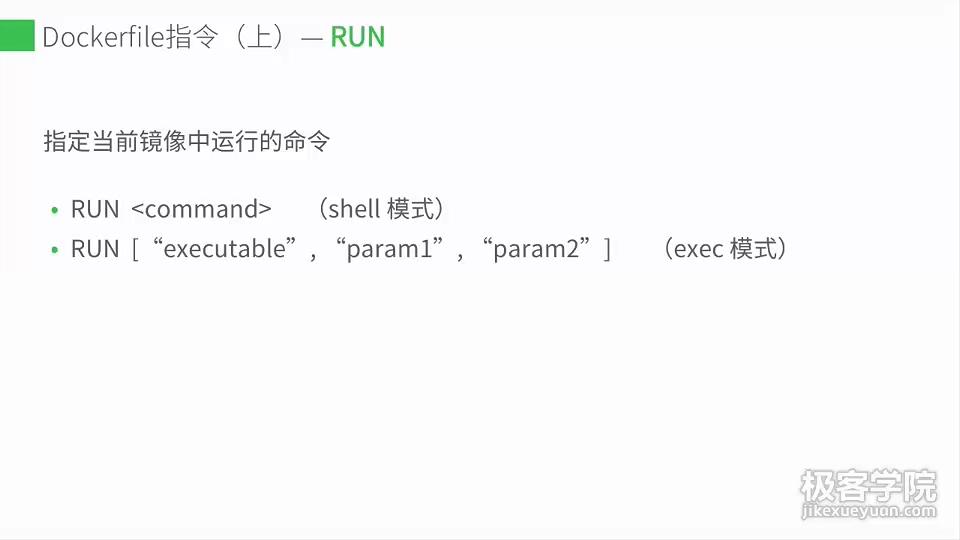 Dockerfile指令（上）— RUN
指定当前镜像中运行的命令
• RUN <command> （shell 模式）
• RUN [ “executable” , “param1” , “param2” ] （exec 模式）
极客学院
jikexueyuan.com